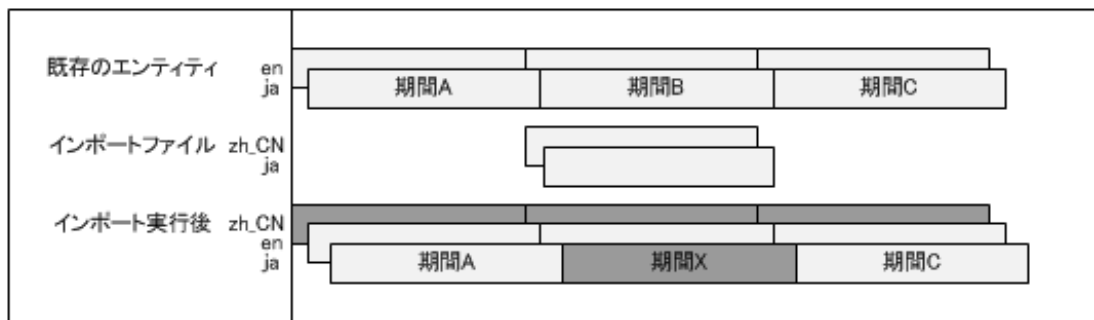 既存のエンティティ en
ja
期間A 期間B 期間C
インポートファイル zh_CN
ja
インポート実行後 zh_CN
en
ja
期間A 期間X 期間C